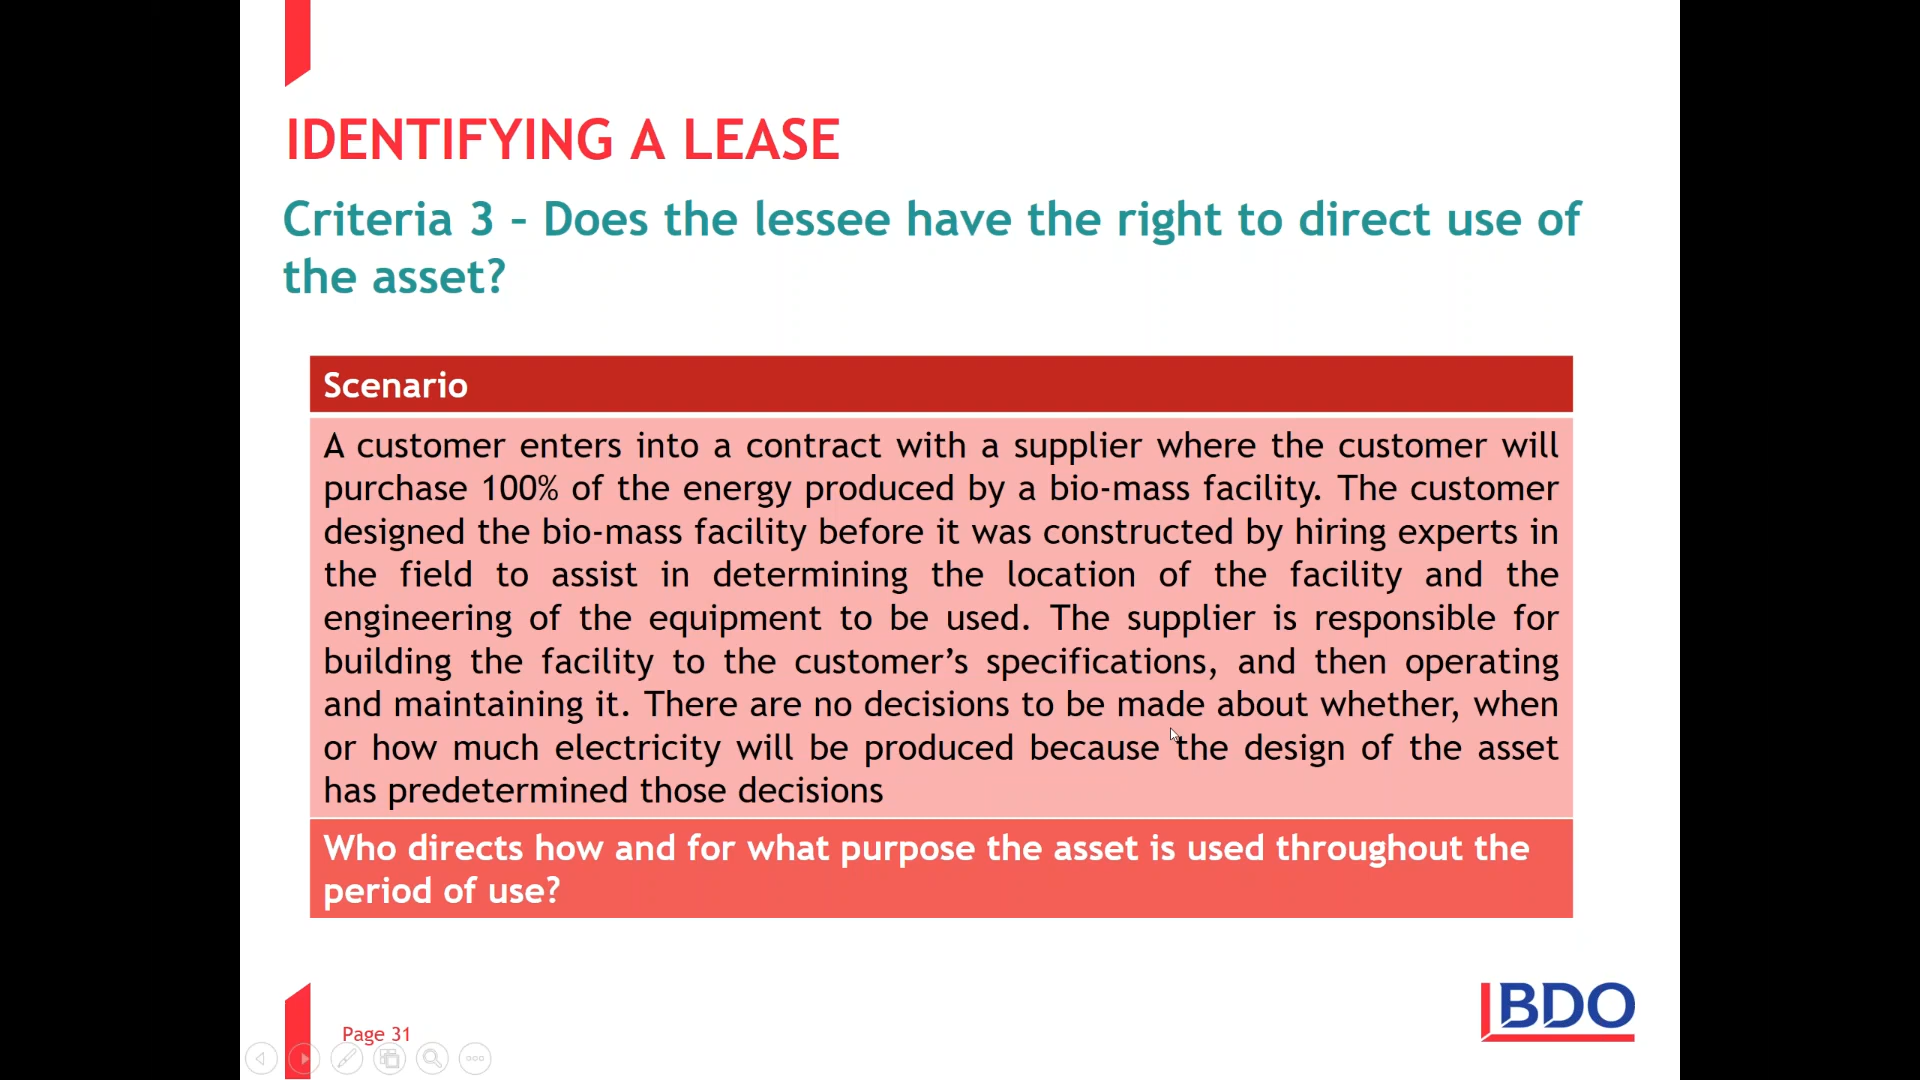 IDENTIFYING A LEASE
Criteria 3 – Does the lessee have the right to direct use of
the asset?
Scenario
A customer enters into a contract with a supplier where the customer will
purchase 100% of the energy produced by a bio-mass facility. The customer
designed the bio-mass facility before it was constructed by hiring experts in
the field to assist in determining the location of the facility and the
engineering of the equipment to be used. The supplier is responsible for
building the facility to the customer’s specifications, and then operating
and maintaining it. There are no decisions to be made about whether, when
or how much electricity will be produced because the design of the asset
has predetermined those decisions
Who directs how and for what purpose the asset is used throughout the
period of use?
Page 31
BDO